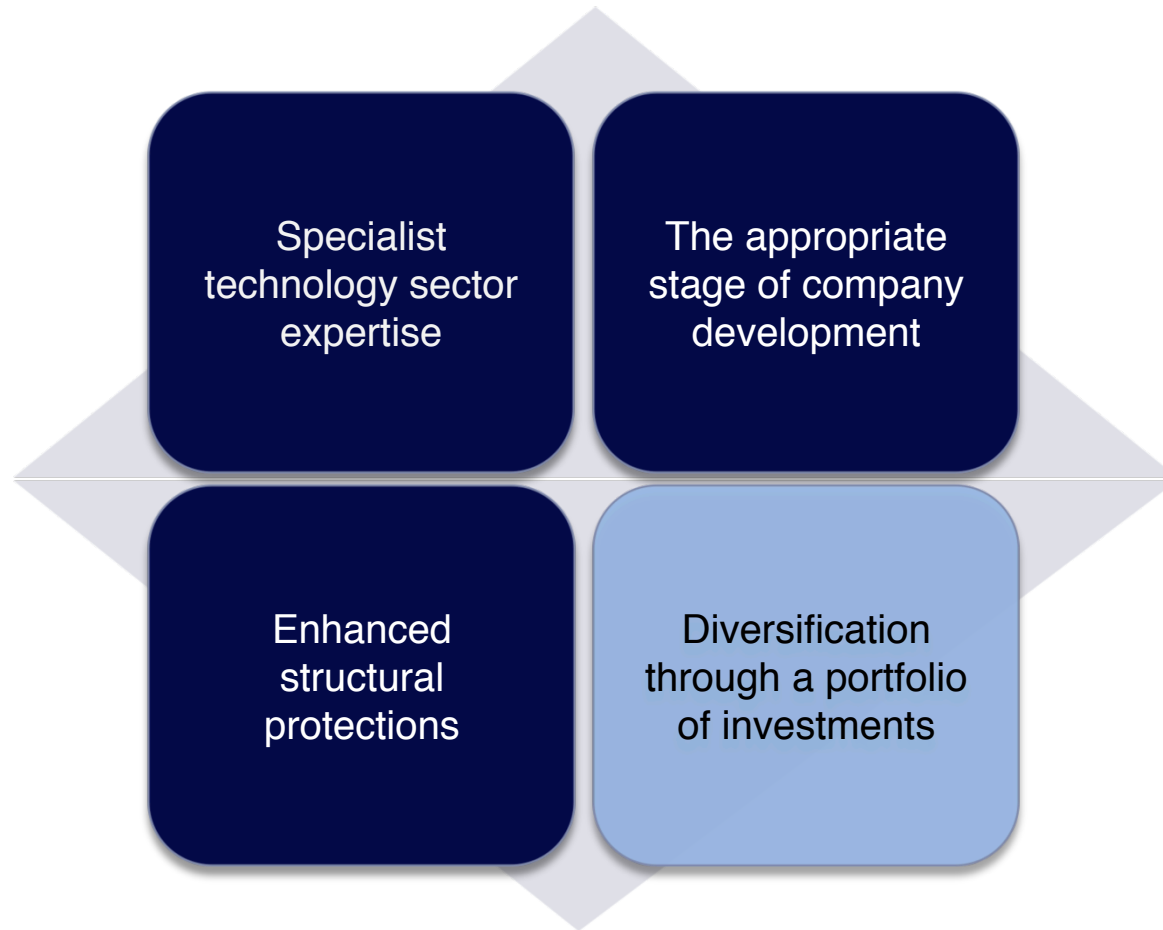 Specialist
technology sector
expertise
The appropriate
stage of company
development
Enhanced
structural
protections
Diversification
through a portfolio
of investments